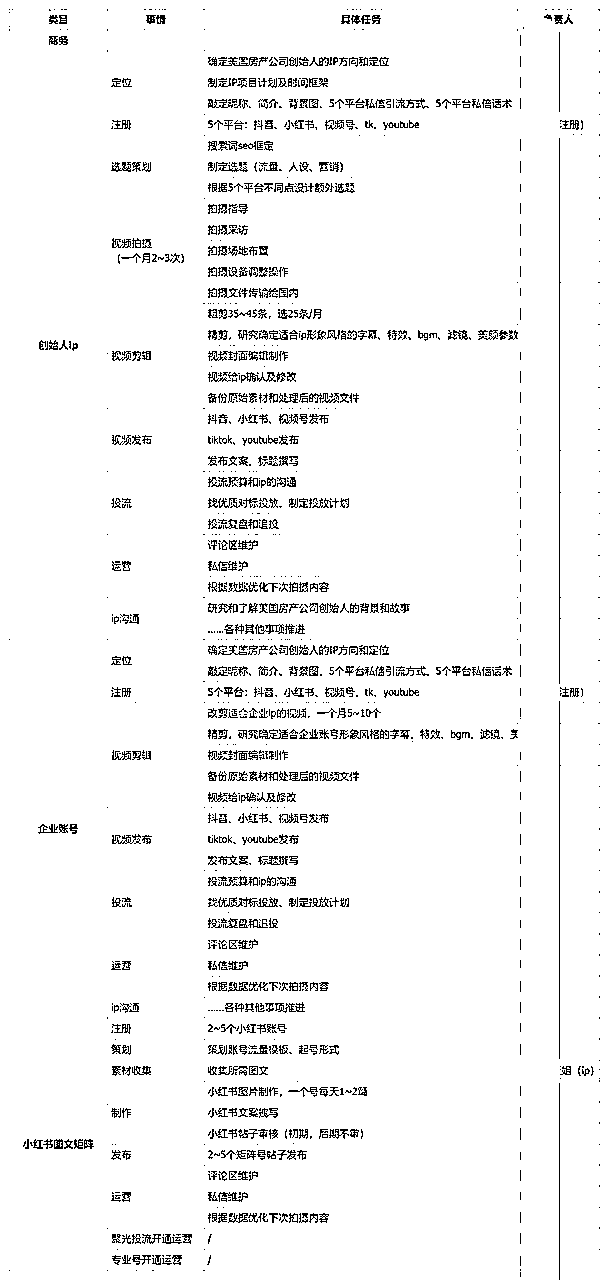 类目 事情 具体任务 负责人
商务
确定美国房产公司创始人的IP方向和定位
定位 制定IP项目计划及时间框架
敲定昵称、简介、背景图、5个平台私信引流方式、5个平台私信话术
注册 5个平台：抖音、小红书、视频号、tk、youtube 注册）
搜索词seo框定
选题策划 制定选题（流量、人设、营销）
根据5个平台不同点设计额外选题
拍摄指导
拍摄采访
视频拍摄
（一个月2~3次） 拍摄场地布置
拍摄设备调整操作
拍摄文件传输给国内
粗剪35~45条，选25条/月
精剪，研究确定适合ip形象风格的字幕、特效、bgm、滤镜、美颜参数
创始人ip
视频剪辑 视频封面编辑制作
视频给ip确认及修改
备份原始素材和处理后的视频文件
抖音、小红书、视频号发布
视频发布 tiktok、youtube发布
发布文案、标题撰写
投流预算和ip的沟通
投流 找优质对标投放、制定投放计划
投流复盘和追投
评论区维护
运营 私信维护
根据数据优化下次拍摄内容
研究和了解美国房产公司创始人的背景和故事
ip沟通
……各种其他事项推进
确定美国房产公司创始人的IP方向和定位
定位
敲定昵称、简介、背景图、5个平台私信引流方式、5个平台私信话术
注册 5个平台：抖音、小红书、视频号、tk、youtube 注册）
改剪适合企业ip的视频，一个月5~10个
精剪，研究确定适合企业账号形象风格的字幕、特效、bgm、滤镜、
视频剪辑 视频封面编辑制作
备份原始素材和处理后的视频文件
视频给ip确认及修改
抖音、小红书、视频号发布
企业账号
视频发布 tiktok、youtube发布
发布文案、标题撰写
投流预算和ip的沟通
投流 找优质对标投放、制定投放计划
投流复盘和追投
评论区维护
运营 私信维护
根据数据优化下次拍摄内容
ip沟通 ……各种其他事项推进
注册 2~5个小红书账号
策划 策划账号流量模板、起号形式
素材收集 收集所需图文 姐（ip）
小红书图片制作，一个号每天1~2篇
制作 小红书文案撰写
小红书帖子审核（初期，后期不审）
小红书图文矩阵
发布 2~5个矩阵号帖子发布
评论区维护
运营 私信维护
根据数据优化下次拍摄内容
聚光投流开通运营 /
专业号开通运营 /